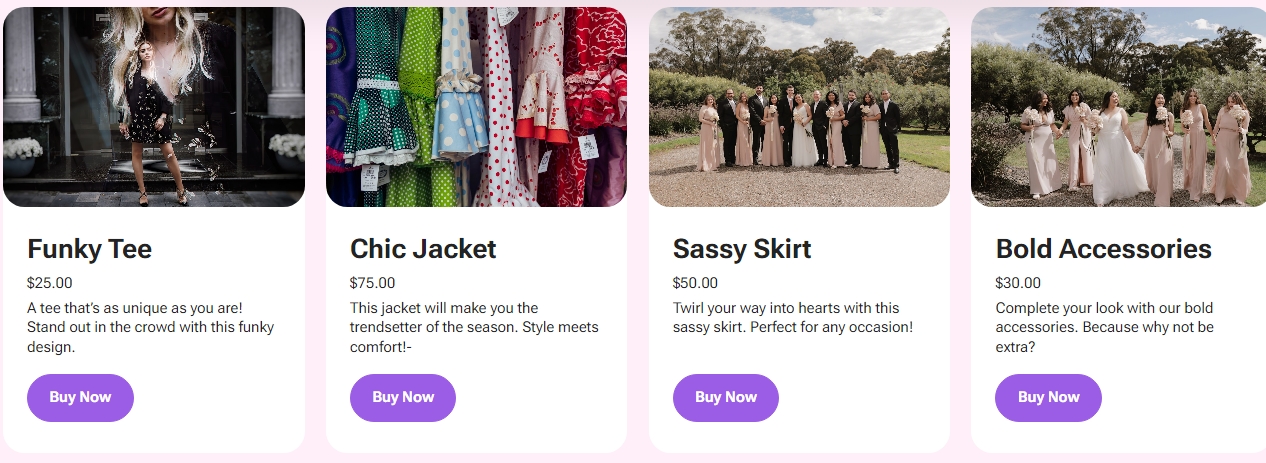 Funky Tee
$25.00
A tee that's as unique as you are!
Stand out in the crowd with this funky
design.
Buy Now
Chic Jacket
$75.00
This jacket will make you the
trendsetter of the season. Style meets
comfort!-
Buy Now
Sassy Skirt
$50.00
Twirl your way into hearts with this
sassy skirt. Perfect for any occasion!
Buy Now
Bold Accessories
$30.00
Complete your look with our bold
accessories. Because why not be
extra?
Buy Now